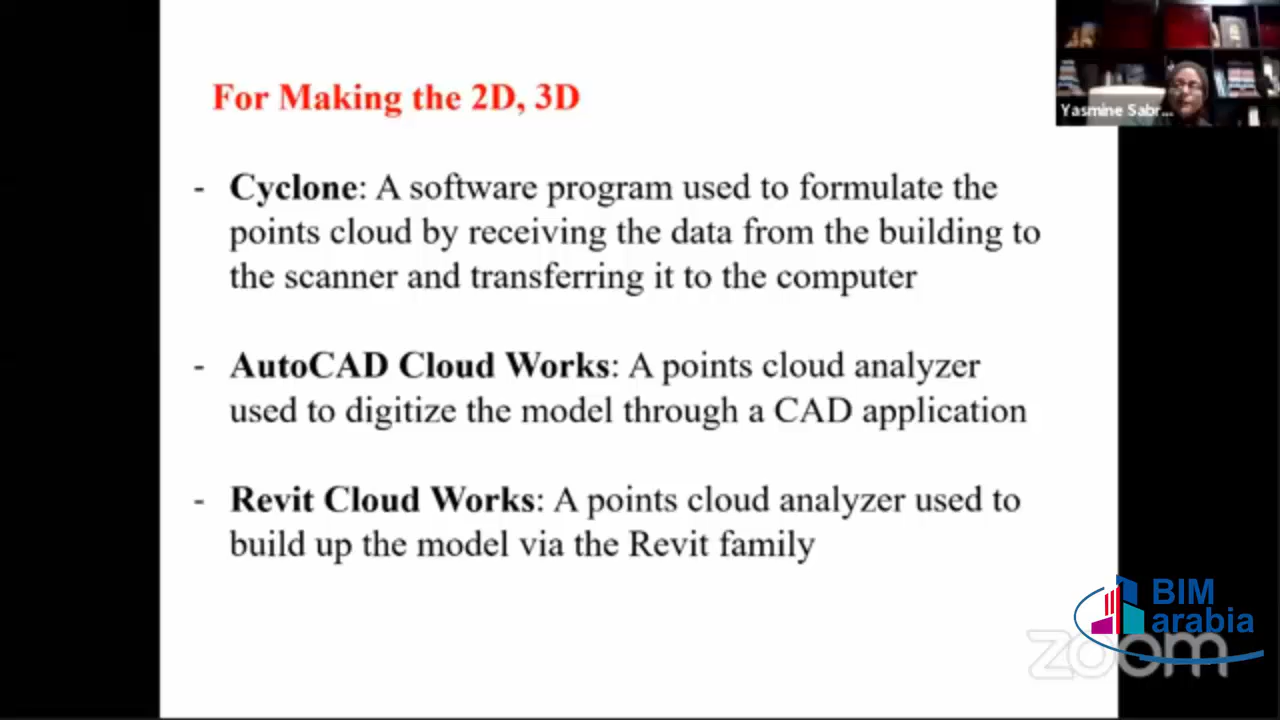 For Making the 2D, 3D
Yasmine Sabr...
- Cyclone: A software program used to formulate the
points cloud by receiving the data from the building to
the scanner and transferring it to the computer
- AutoCAD Cloud Works: A points cloud analyzer
used to digitize the model through a CAD application
- Revit Cloud Works: A points cloud analyzer used to
build up the model via the Revit family
BIM
arabia
zoom